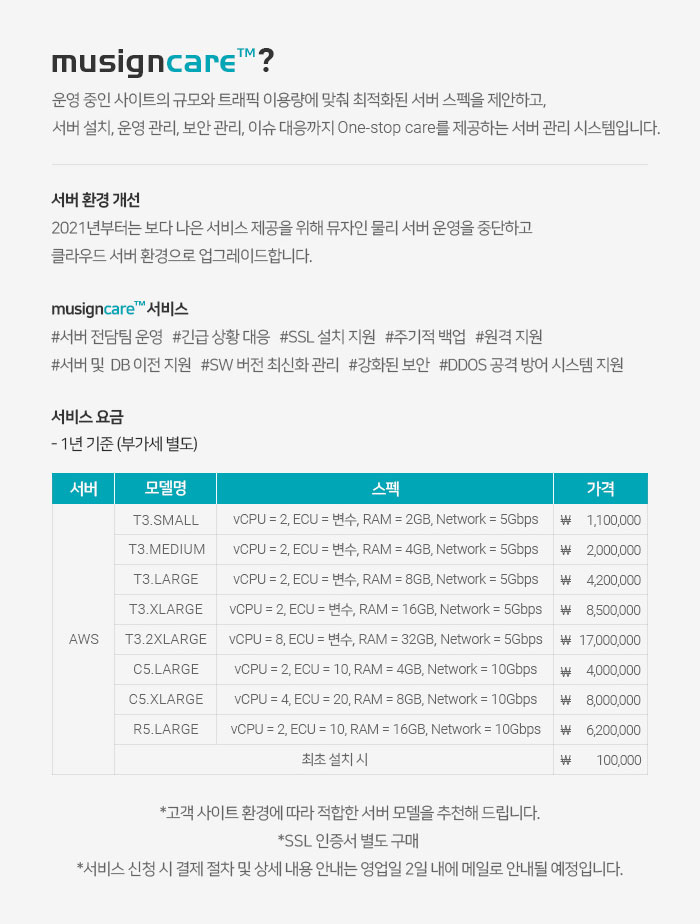 musigncare™?
운영 중인 사이트의 규모와 트래픽 이용량에 맞춰 최적화된 서버 스펙을 제안하고,
서버 설치, 운영 관리, 보안 관리, 이슈 대응까지 One-stop care를 제공하는 서버 관리 시스템입니다.
서버 환경 개선
2021년부터는 보다 나은 서비스 제공을 위해 뮤자인 물리 서버 운영을 중단하고
클라우드 서버 환경으로 업그레이드합니다.
musigncare™ 서비스
#서버 전담팀 운영 #긴급 상황 대응 #SSL 설치 지원 #주기적 백업 #원격 지원
#서버 및 DB 이전 지원 #SW 버전 최신화 관리 #강화된 보안 #DDOS 공격 방어 시스템 지원
서비스 요금
- 1년 기준 (부가세 별도)
서버 모델명 스펙 가격
T3.SMALL vCPU = 2, ECU = 변수, RAM = 2GB, Network = 5Gbps ₩ 1,100,000
T3.MEDIUM vCPU = 2, ECU = 변수, RAM = 4GB, Network = 5Gbps ₩ 2,000,000
T3.LARGE vCPU = 2, ECU = 변수, RAM = 8GB, Network = 5Gbps ₩ 4,200,000
T3.XLARGE vCPU = 2, ECU = 변수, RAM = 16GB, Network = 5Gbps ₩ 8,500,000
AWS T3.2XLARGE vCPU = 8, ECU = 변수, RAM = 32GB, Network = 5Gbps ₩ 17,000,000
C5.LARGE vCPU = 2, ECU = 10, RAM = 4GB, Network = 10Gbps ₩ 4,000,000
C5.XLARGE vCPU = 4, ECU = 20, RAM = 8GB, Network = 10Gbps ₩ 8,000,000
R5.LARGE vCPU = 2, ECU = 10, RAM = 16GB, Network = 10Gbps ₩ 6,200,000
최초 설치 시 ₩ 100,000
*고객 사이트 환경에 따라 적합한 서버 모델을 추천해 드립니다.
*SSL 인증서 별도 구매
*서비스 신청 시 결제 절차 및 상세 내용 안내는 영업일 2일 내에 메일로 안내될 예정입니다.